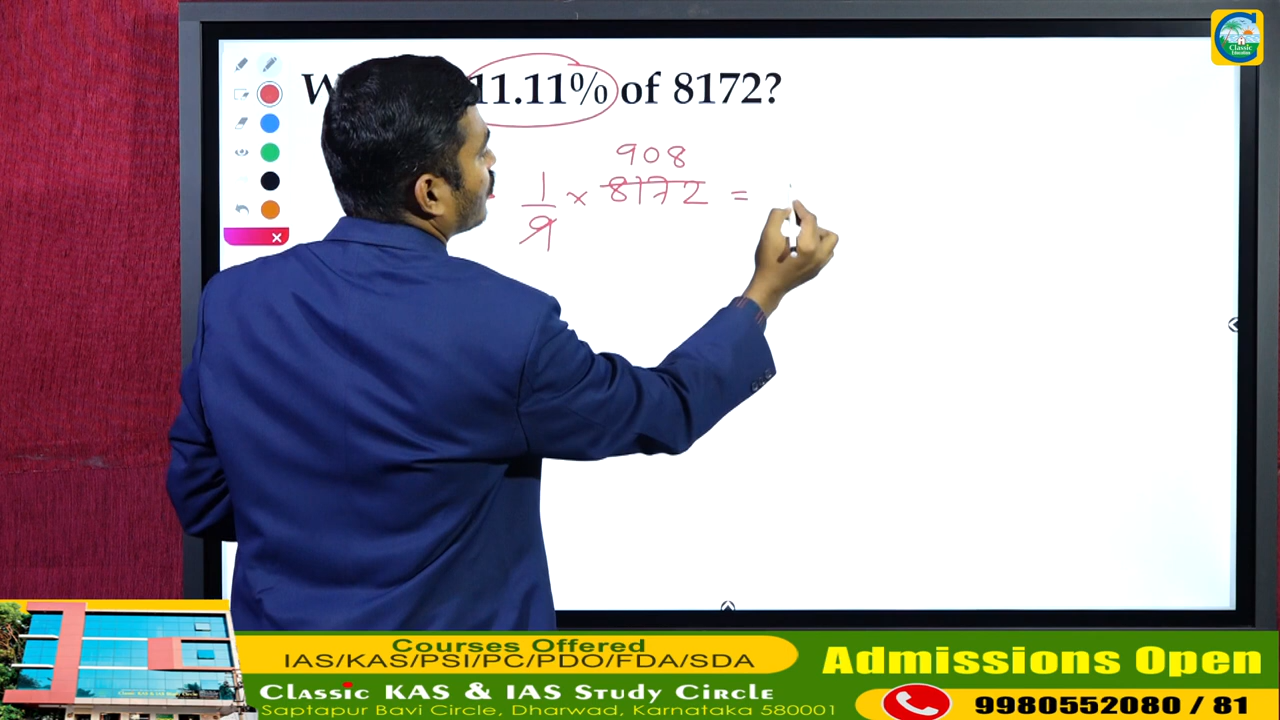 W 11.11% of 8172?
908
1/9 × 8172 =
Classic
Education
Courses Offered
IAS/KAS/PSI/PC/PDO/FDA/SDA
Classic KAS & IAS Study Circle
Saptapur Bavi Circle, Dharwad, Karnataka 580001
Admissions Open
9980552080 / 81